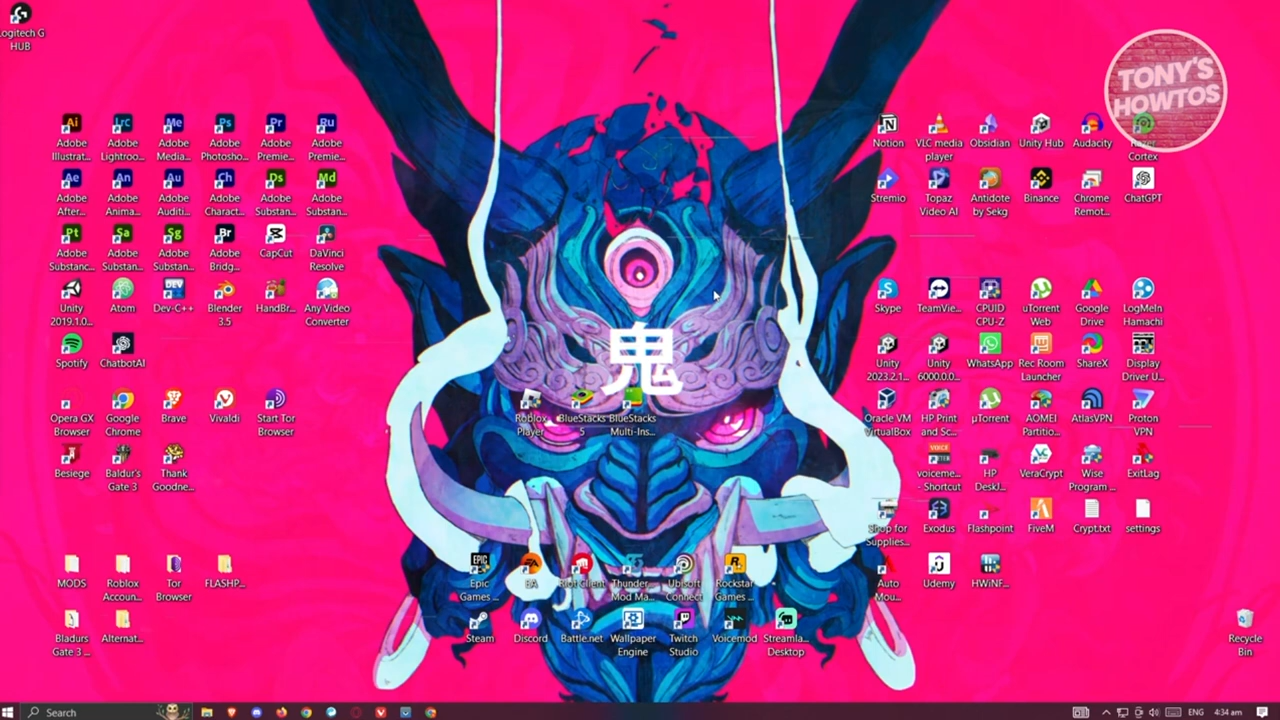 Logitech G
HUB
TONY'S
HOWTOS
Adobe
Illustrat...
Adobe
Lightroo...
Adobe
Media...
Adobe
Photosho...
Adobe
Premie...
Adobe
Premie...
Notion
VLC media
player
Obsidian
Unity Hub
Audacity
Razer
Cortex
Adobe
After...
Adobe
Anima...
Adobe
Auditi...
Adobe
Charact...
Adobe
Substan...
Adobe
Substan...
Stremio
Topaz
Video AI
Antidote
by Sekg
Binance
Chrome
Remot...
ChatGPT
Adobe
Substanc...
Adobe
Substan...
Adobe
Substan...
Adobe
Bridg...
CapCut
DaVinci
Resolve
Unity
2019.1.0...
Atom
Dev-C++
Blender
3.5
HandBr...
Any Video
Converter
Skype
TeamVie...
CPUID
CPU-Z
uTorrent
Web
Google
Drive
LogMeIn
Hamachi
Spotify
ChatbotAI
鬼
Unity
2023.2.1...
Unity
6000.0.0...
WhatsApp
Rec Room
Launcher
ShareX
Display
Driver U...
Opera GX
Browser
Google
Chrome
Brave
Vivaldi
Start Tor
Browser
Roblox
Player
BlueStacks
5
BlueStacks
Multi-Ins...
Oracle VM
VirtualBox
HP Print
and Sc...
µTorrent
AOMEI
Partitio...
AtlasVPN
Proton
VPN
Besiege
Baldur's
Gate 3
Thank
Goodne...
voiceme...
- Shortcut
HP
DeskJ...
VeraCrypt
Wise
Program ...
ExitLag
Shop for
Supplies...
Exodus
Flashpoint
FiveM
Crypt.txt
settings
MODS
Roblox
Accoun...
Tor
Browser
FLASHP...
Epic
Games ...
EA
Riot Client
Thunder
Mod Ma...
Ubisoft
Connect
Rockstar
Games ...
Auto
Mou...
Udemy
HWiNF...
Bladurs
Gate 3 ...
Alternat...
Steam
Discord
Battle.net
Wallpaper
Engine
Twitch
Studio
Voicemod
Streamla...
Desktop
Recycle
Bin
Search
ENG
4:34 am